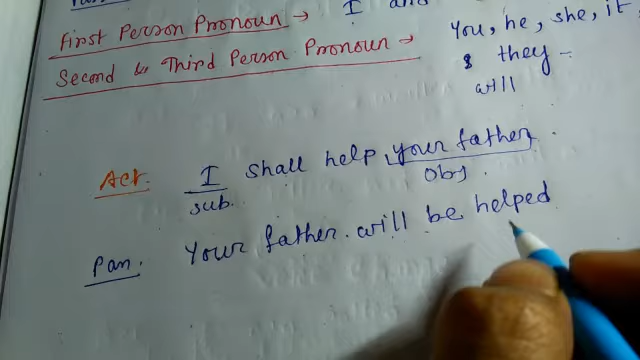 First Person Pronoun → I and
Second & Third Person Pronoun →
You, he, she, it
& they –
will
Act. I shall help your father.
sub. Obj.
Pan. Your father will be helped